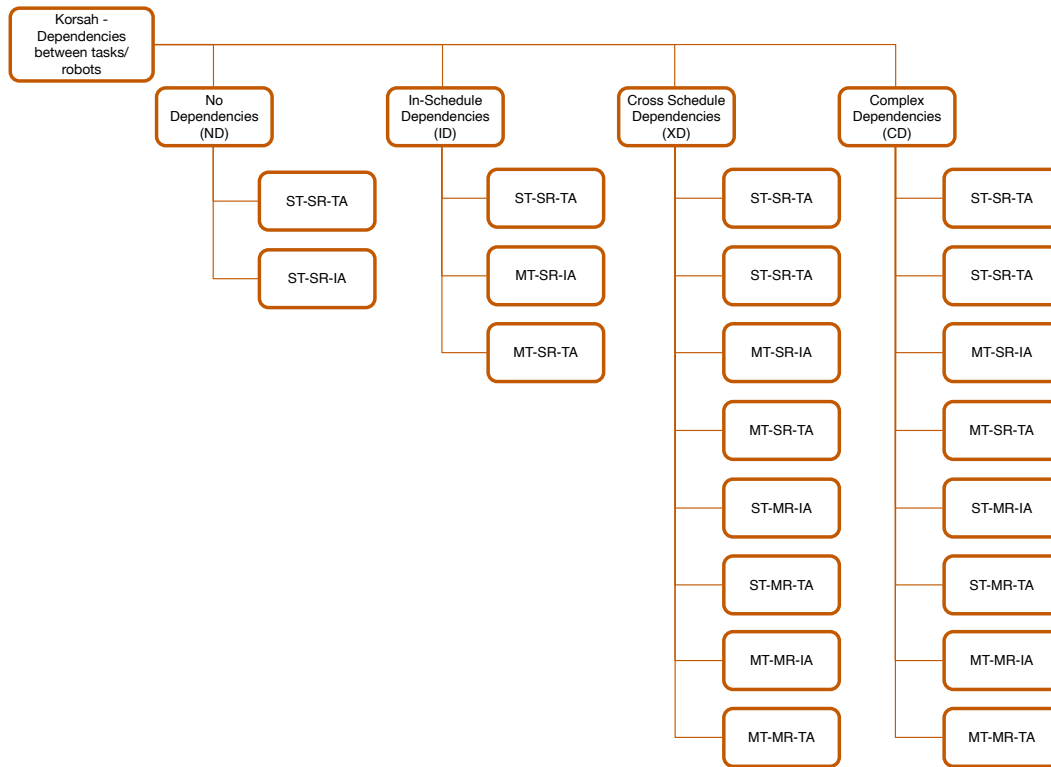 Korsah -
Dependencies
between tasks/
robots
No
Dependencies
(ND)
ST-SR-TA
ST-SR-IA
In-Schedule
Dependencies
(ID)
ST-SR-TA
MT-SR-IA
MT-SR-TA
Cross Schedule
Dependencies
(XD)
ST-SR-TA
ST-SR-TA
MT-SR-IA
MT-SR-TA
ST-MR-IA
ST-MR-TA
MT-MR-IA
MT-MR-TA
Complex
Dependencies
(CD)
ST-SR-TA
ST-SR-TA
MT-SR-IA
MT-SR-TA
ST-MR-IA
ST-MR-TA
MT-MR-IA
MT-MR-TA